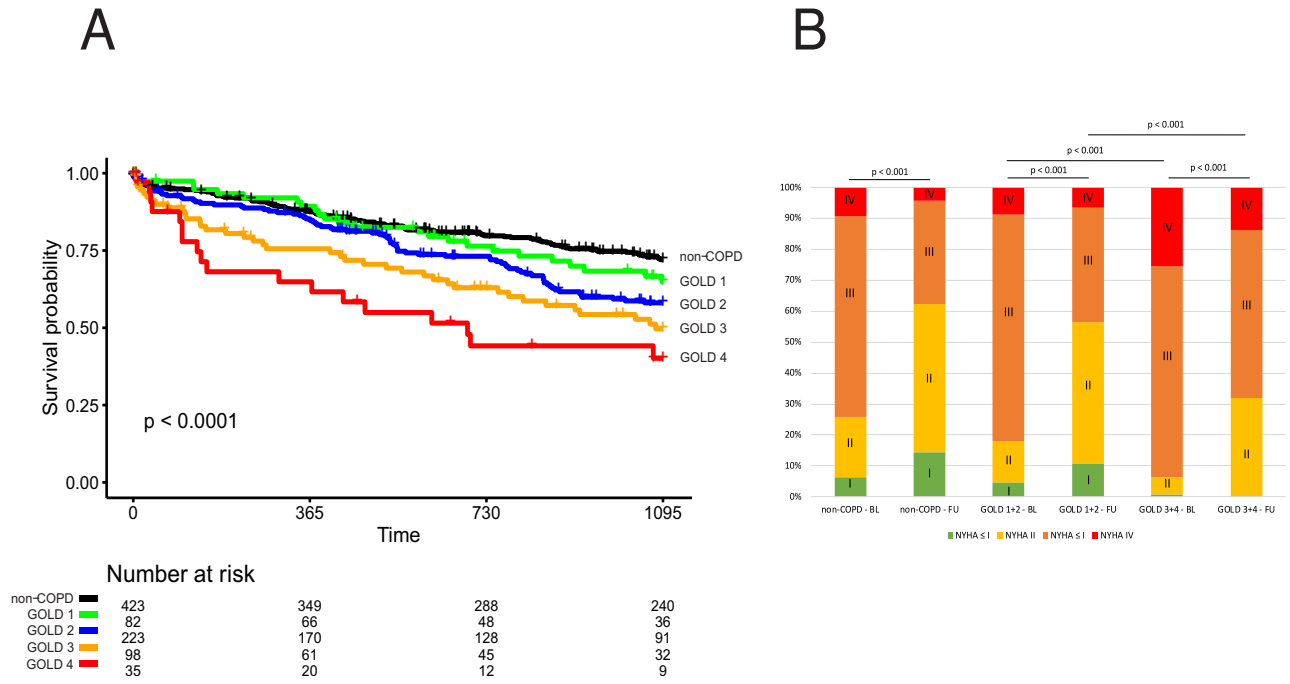 A
B
1.00
0.75
0.50
0.25
0.00
Survival probability
p < 0.0001
non-COPD
GOLD 1
GOLD 2
GOLD 3
GOLD 4
0 365 730 1095
Time
Number at risk
non-COPD 423 349 288 240
GOLD 1 82 66 48 36
GOLD 2 223 170 128 91
GOLD 3 98 61 45 32
GOLD 4 35 20 12 9
p < 0.001
p < 0.001
p < 0.001 p < 0.001 p < 0.001
100%
90%
80%
70%
60%
50%
40%
30%
20%
10%
0%
IV IV IV IV IV IV
III III III III III III
II II II II II II
I I I I
non-COPD - BL non-COPD - FU GOLD 1+2 - BL GOLD 1+2 - FU GOLD 3+4 - BL GOLD 3+4 - FU
NYHA ≤ I NYHA II NYHA ≤ I NYHA IV